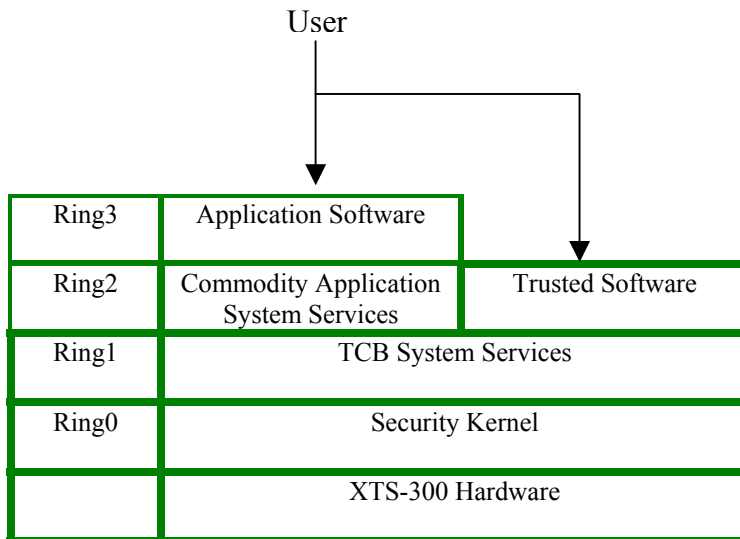 User
Ring3 Application Software
Ring2 Commodity Application System Services Trusted Software
Ring1 TCB System Services
Ring0 Security Kernel
XTS-300 Hardware